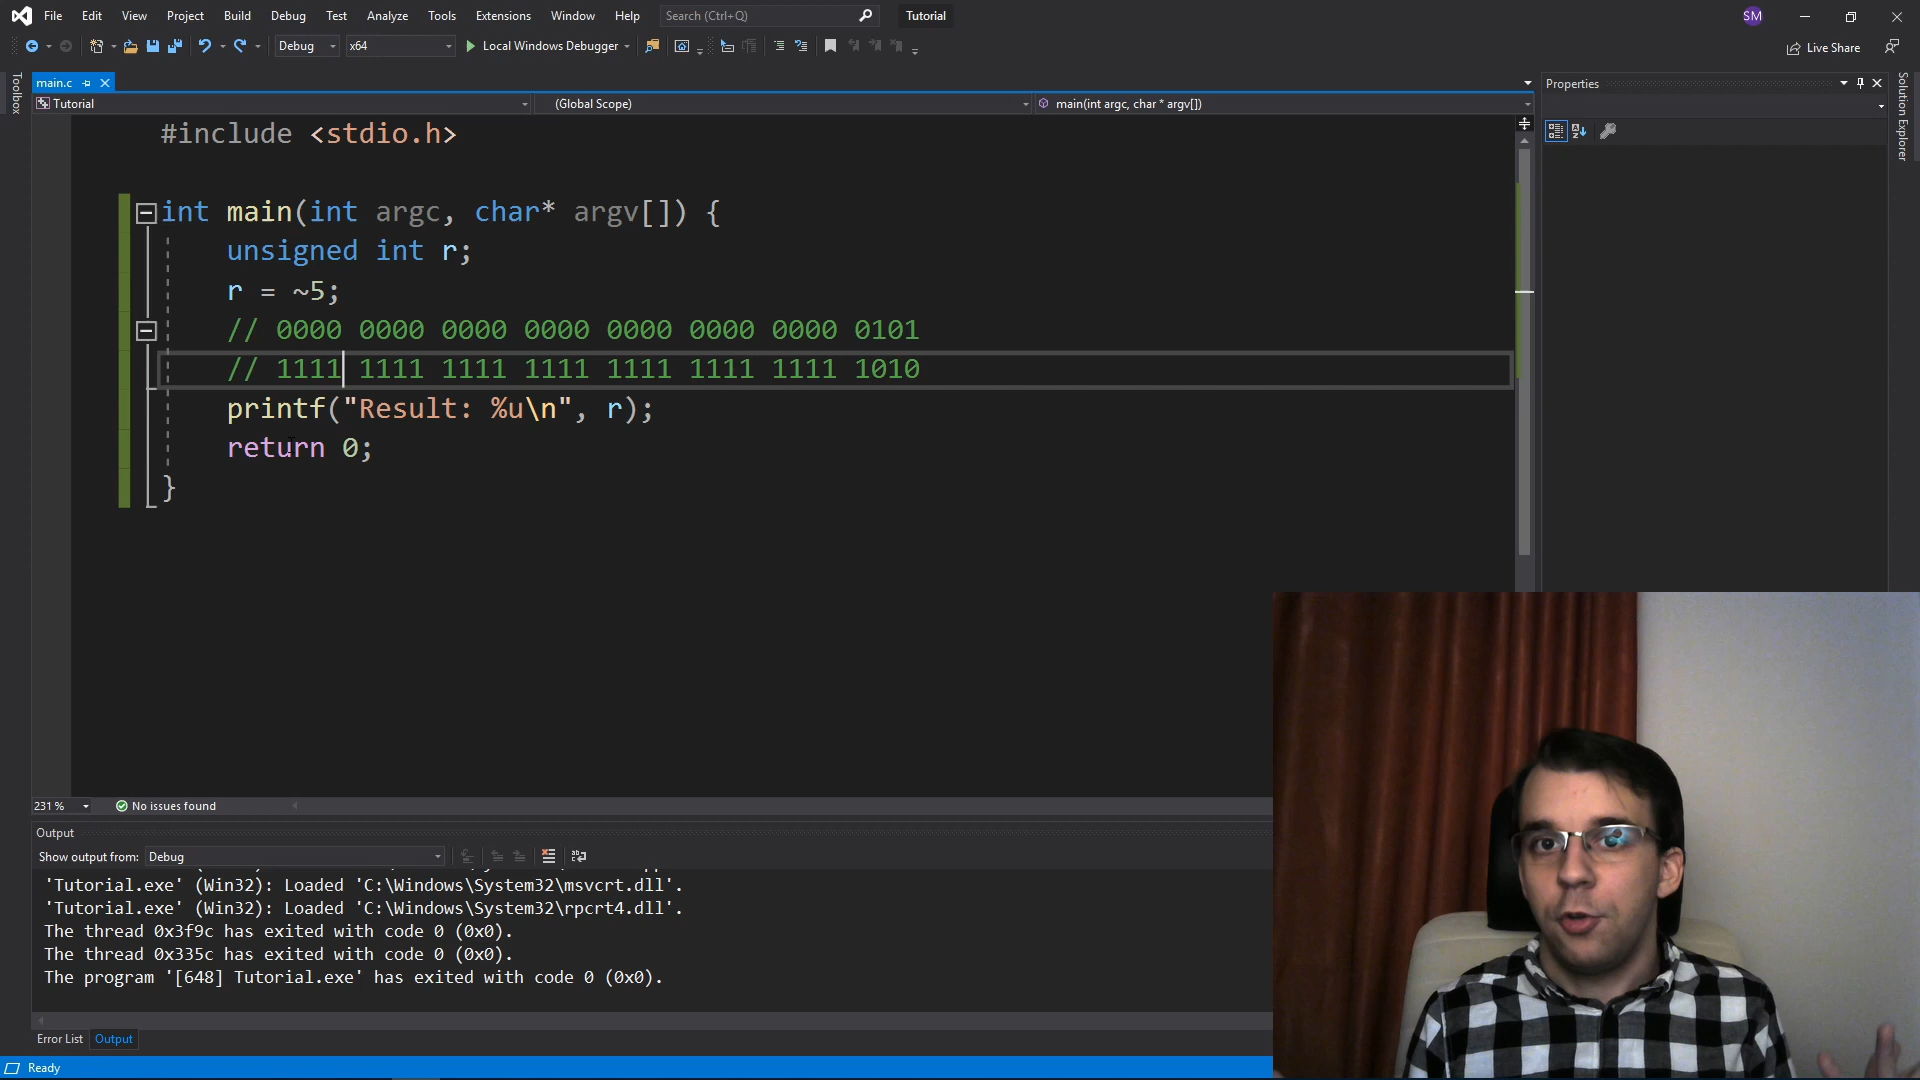 File Edit View Project Build Debug Test Analyze Tools Extensions Window Help Search (Ctrl+Q) Tutorial SM
Debug x64 Local Windows Debugger Live Share
Toolbox
main.c
Tutorial (Global Scope) main(int argc, char * argv[])
Properties
Solution Explorer
#include <stdio.h>
int main(int argc, char* argv[]) {
unsigned int r;
r = ~5;
// 0000 0000 0000 0000 0000 0000 0000 0101
// 1111 1111 1111 1111 1111 1111 1111 1010
printf("Result: %u\n", r);
return 0;
}
231 % No issues found
Output
Show output from: Debug
'Tutorial.exe' (Win32): Loaded 'C:\Windows\System32\msvcrt.dll'.
'Tutorial.exe' (Win32): Loaded 'C:\Windows\System32\rpcrt4.dll'.
The thread 0x3f9c has exited with code 0 (0x0).
The thread 0x335c has exited with code 0 (0x0).
The program '[648] Tutorial.exe' has exited with code 0 (0x0).
Error List Output
Ready